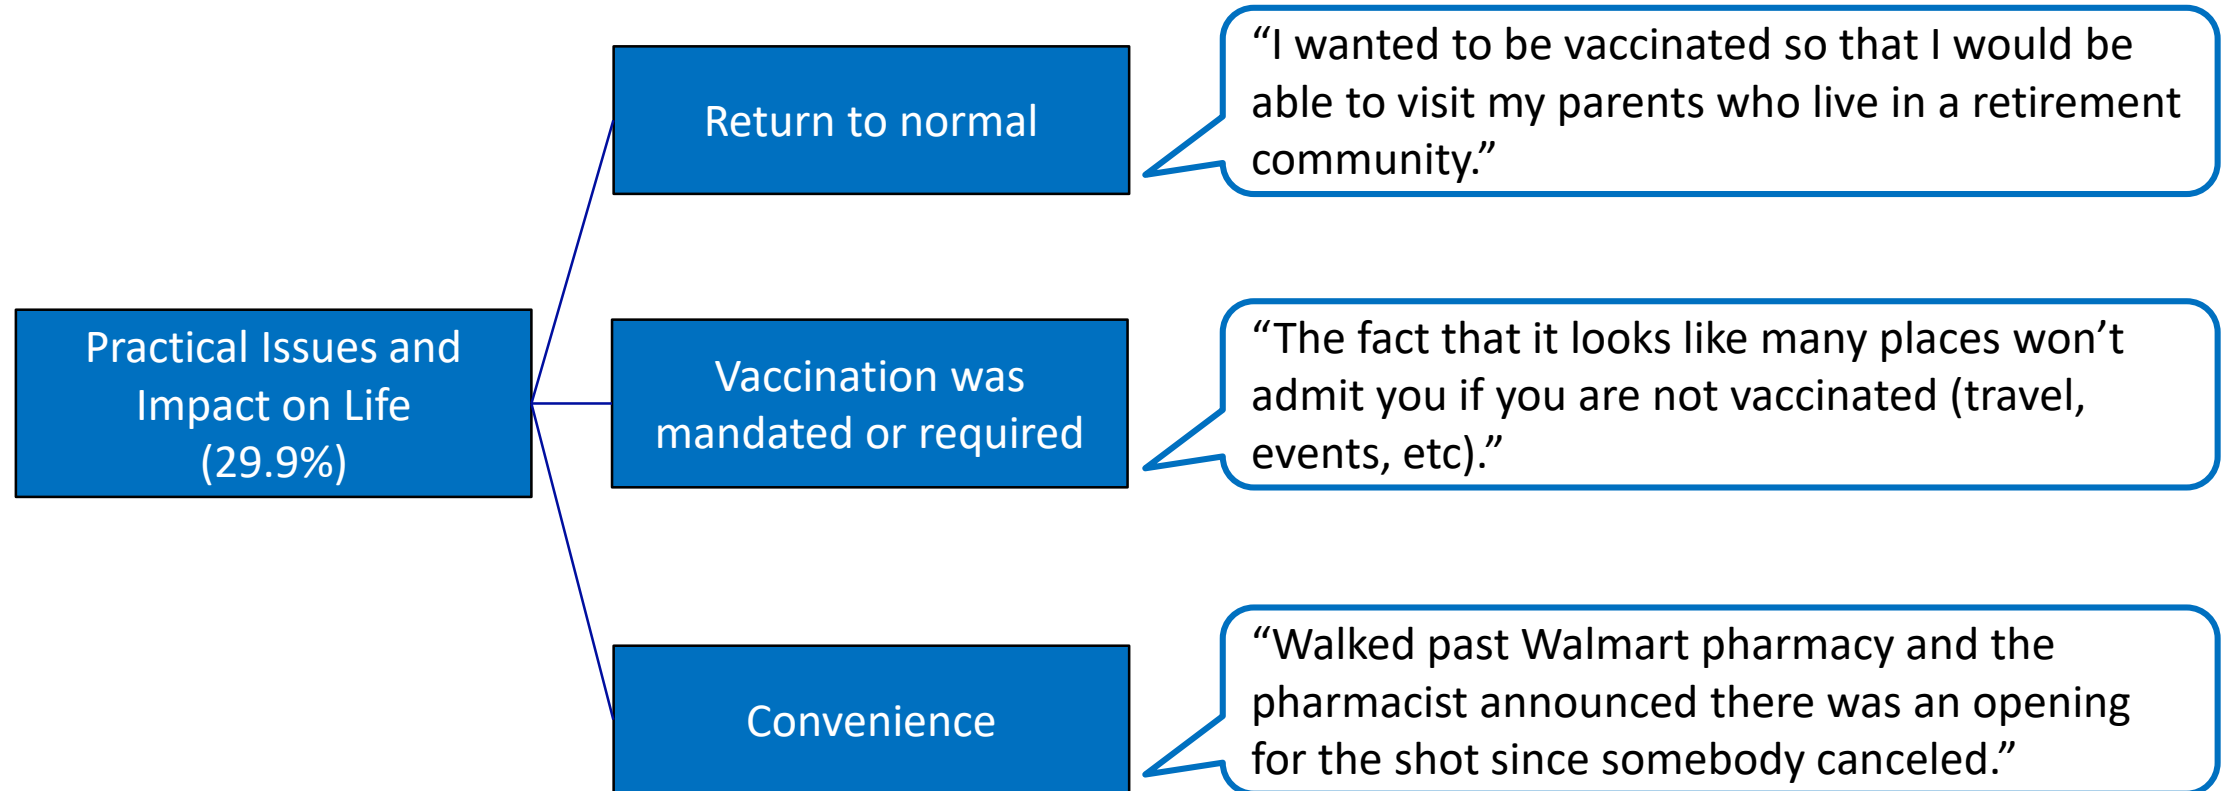 Practical Issues and
Impact on Life
(29.9%)
Return to normal
“I wanted to be vaccinated so that I would be
able to visit my parents who live in a retirement
community.”
Vaccination was
mandated or required
“The fact that it looks like many places won’t
admit you if you are not vaccinated (travel,
events, etc).”
Convenience
“Walked past Walmart pharmacy and the
pharmacist announced there was an opening
for the shot since somebody canceled.”